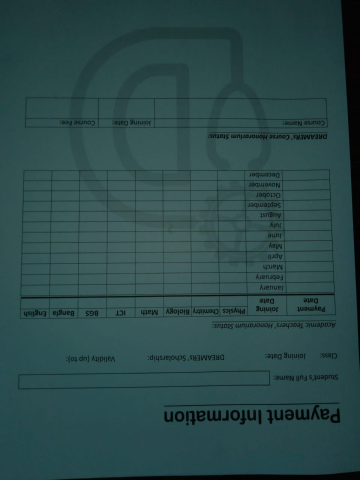 Payment Information
Student's Full Name:
Class: Joining Date: DREAMERs' Scholarship: Validity (up to):
Academic Teachers' Honorarium Status:
Payment Date Joining Date Physics Chemistry Biology Math ICT BGS Bangla English
January
February
March
April
May
June
July
August
September
October
November
December
DREAMERs' Course Honorarium Status:
Course Name: Joining Date: Course Fee: